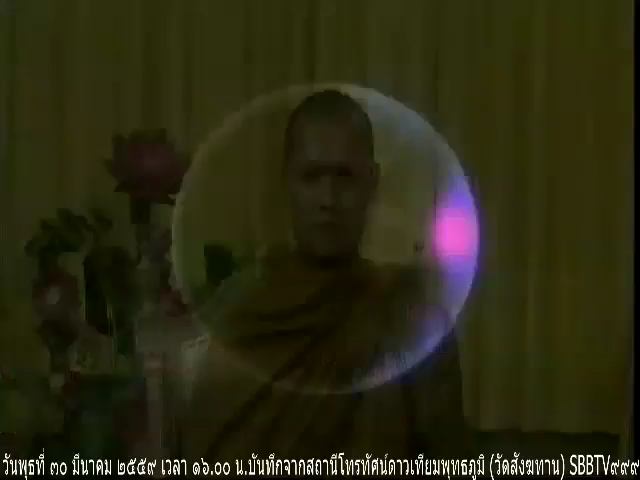 วันพุธที่ ๓๐ มีนาคม ๒๕๕๙ เวลา ๑๖.๐๐ น.บันทึกจากสถานีโทรทัศน์ดาวเทียมพุทธภูมิ (วัดสังฆทาน) SBBTV๙๙๙